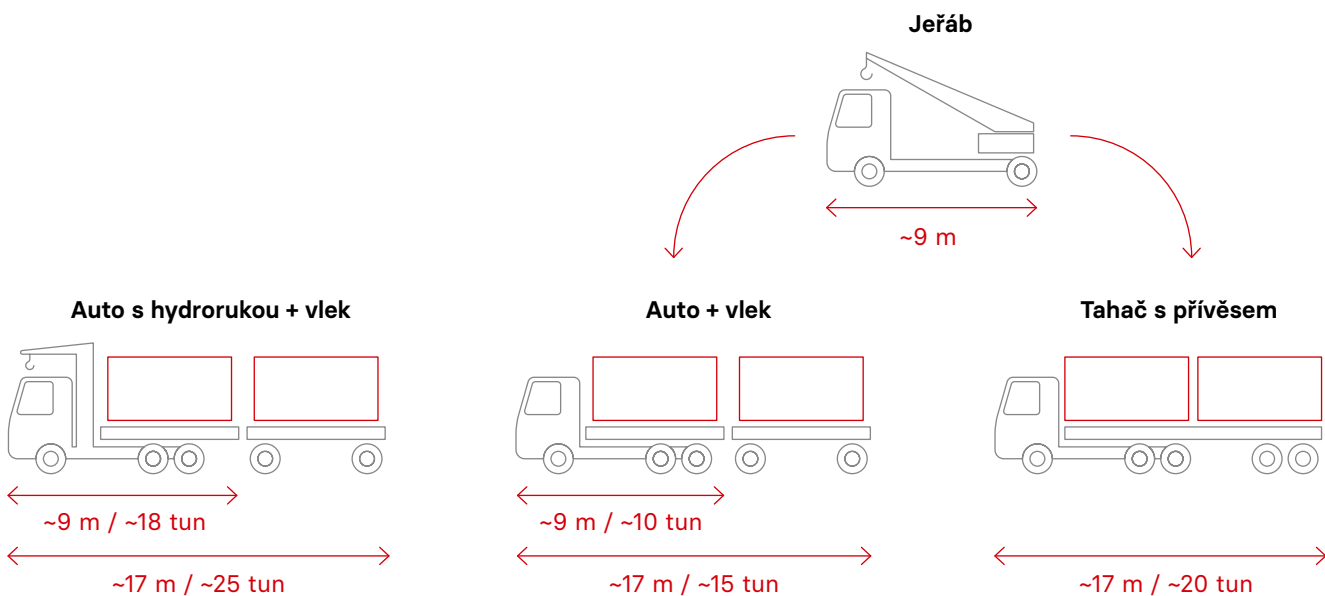 Jeřáb
~9 m
Auto s hydrorukou + vlek
Auto + vlek
Tahač s přívěsem
~9 m / ~18 tun
~9 m / ~10 tun
~17 m / ~25 tun
~17 m / ~15 tun
~17 m / ~20 tun